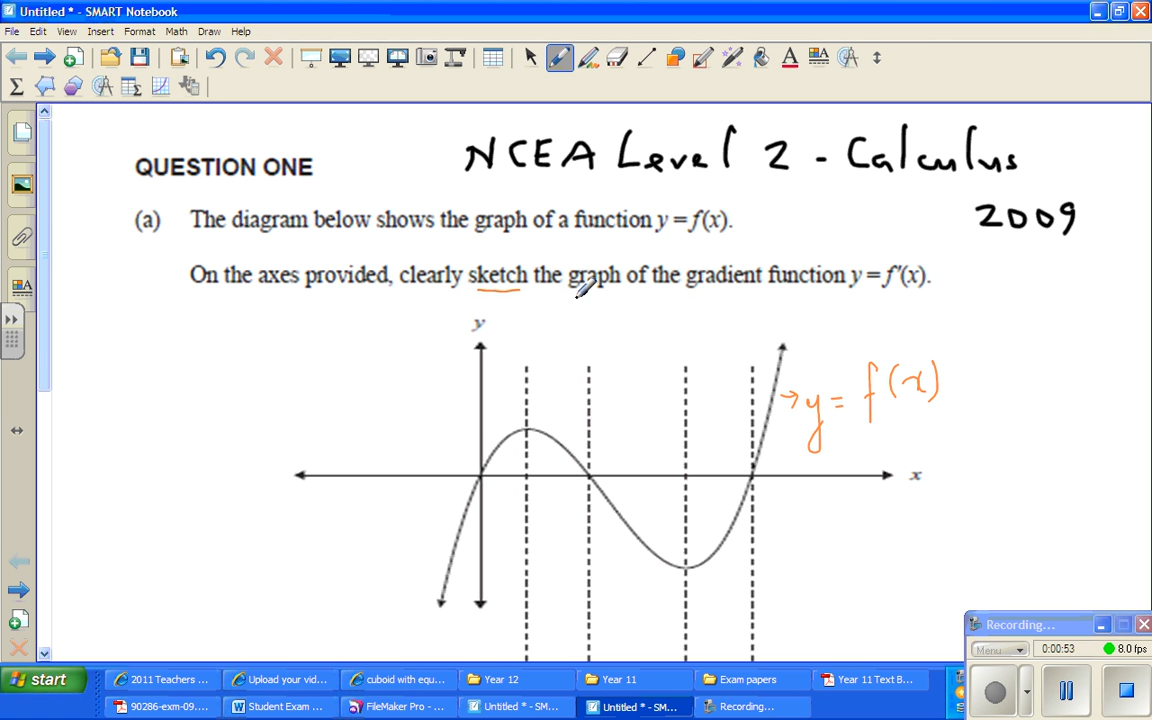 Untitled * - SMART Notebook
File Edit View Insert Format Math Draw Help
NCEA Level 2 - Calculus
QUESTION ONE
2009
(a) The diagram below shows the graph of a function y = f(x).
On the axes provided, clearly sketch the graph of the gradient function y = f'(x).
y
→ y = f(x)
x
Recording...
Menu 0:00:53 8.0 fps
start 2011 Teachers ... Upload your vid... cuboid with equ... Year 12 Year 11 Exam papers Year 11 Text B...
90286-exm-09.... Student Exam ... FileMaker Pro - ... Untitled * - SM... Untitled * - SM... Recording...